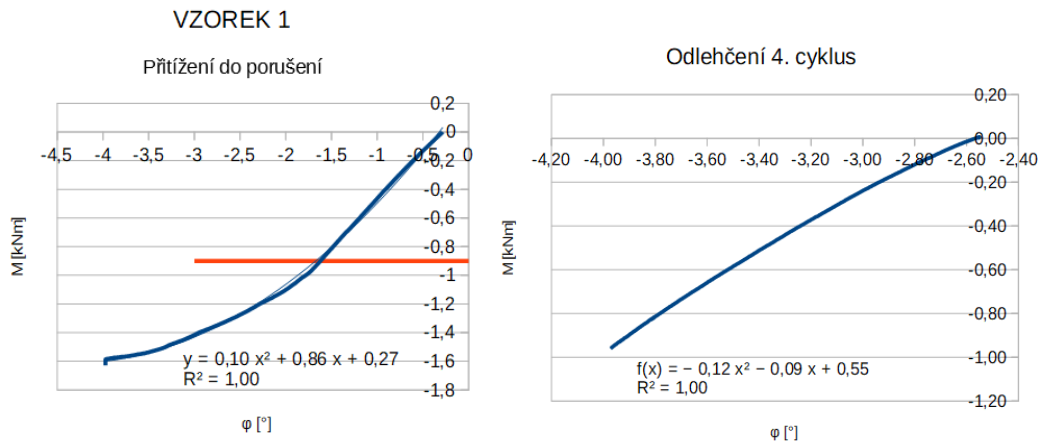 VZOREK 1
Přitížení do porušení
0,2
0
-4,5 -4 -3,5 -3 -2,5 -2 -1,5 -1 -0,5 0
-0,2
-0,4
-0,6
-0,8
-1
-1,2
-1,4
-1,6
-1,8
M [kNm]
y = 0,10 x² + 0,86 x + 0,27
R² = 1,00
φ [°]
Odlehčení 4. cyklus
0,20
0,00
-4,20 -4,00 -3,80 -3,60 -3,40 -3,20 -3,00 -2,80 -2,60 -2,40
-0,20
-0,40
-0,60
-0,80
-1,00
-1,20
M [kNm]
f(x) = − 0,12 x² − 0,09 x + 0,55
R² = 1,00
φ [°]